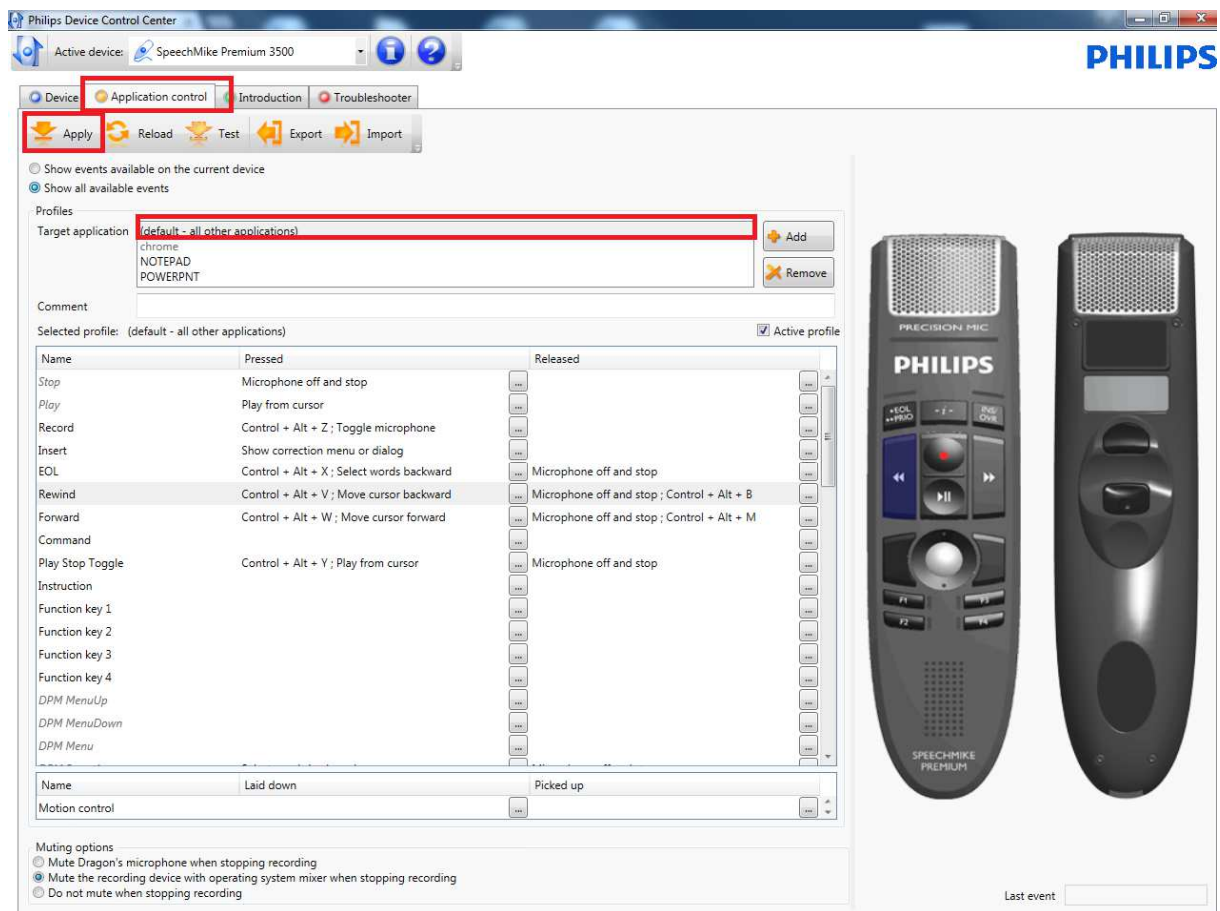 Philips Device Control Center
Active device: SpeechMike Premium 3500
PHILIPS
Device Application control Introduction Troubleshooter
Apply Reload Test Export Import
Show events available on the current device
Show all available events
Profiles
Target application (default - all other applications)
chrome
NOTEPAD
POWERPNT
Add
Remove
Comment
Selected profile: (default - all other applications) Active profile
Name Pressed Released
Stop Microphone off and stop ...
Play Play from cursor ...
Record Control + Alt + Z ; Toggle microphone ...
Insert Show correction menu or dialog ...
EOL Control + Alt + X ; Select words backward ... Microphone off and stop ...
Rewind Control + Alt + V ; Move cursor backward ... Microphone off and stop ; Control + Alt + B ...
Forward Control + Alt + W ; Move cursor forward ... Microphone off and stop ; Control + Alt + M ...
Command
Play Stop Toggle Control + Alt + Y ; Play from cursor ... Microphone off and stop ...
Instruction
Function key 1
Function key 2
Function key 3
Function key 4
DPM MenuUp
DPM MenuDown
DPM Menu
Name Laid down Picked up
Motion control
Muting options
Mute Dragon's microphone when stopping recording
Mute the recording device with operating system mixer when stopping recording
Do not mute when stopping recording
PRECISION MIC
PHILIPS
EOL PRIO -i- INS/ OVR
F1 F3
F2 F4
SPEECHMIKE
PREMIUM
Last event